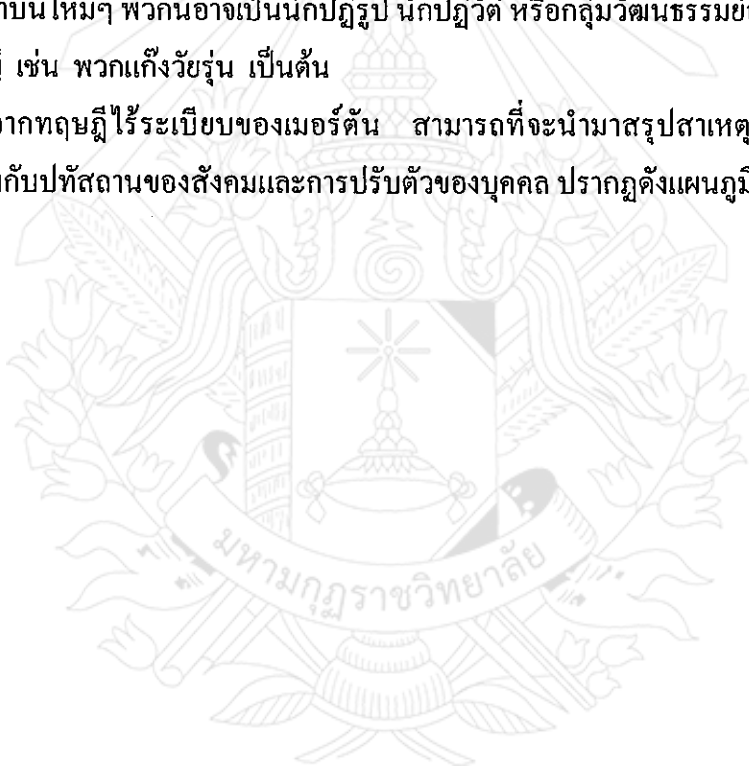 พวกนี้อาจเป็นนักปฏิรูป นักปฏิวัติ หรือกลุ่มวัฒนธรรมย่อ
เช่น พวกแก๊งวัยรุ่น เป็นต้น
จากทฤษฎีไร้ระเบียบของเมอร์ตัน สามารถที่จะนำมาสรุปสาเหตุ
กับปทัสถานของสังคมและการปรับตัวของบุคคล ปรากฏดังแผนภูมิ
มหามกุฏราชวิทยาลัย